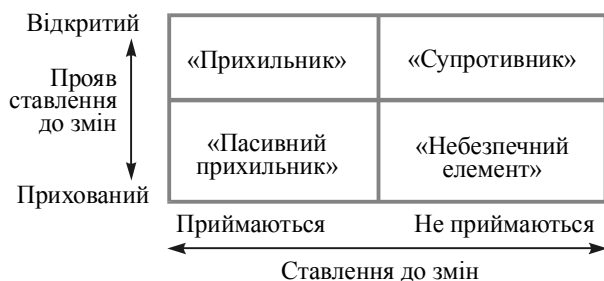 Відкритий
Прояв
ставлення
до змін
Прихований
«Прихильник»
«Супротивник»
«Пасивний
прихильник»
«Небезпечний
елемент»
Приймаються
Не приймаються
Ставлення до змін